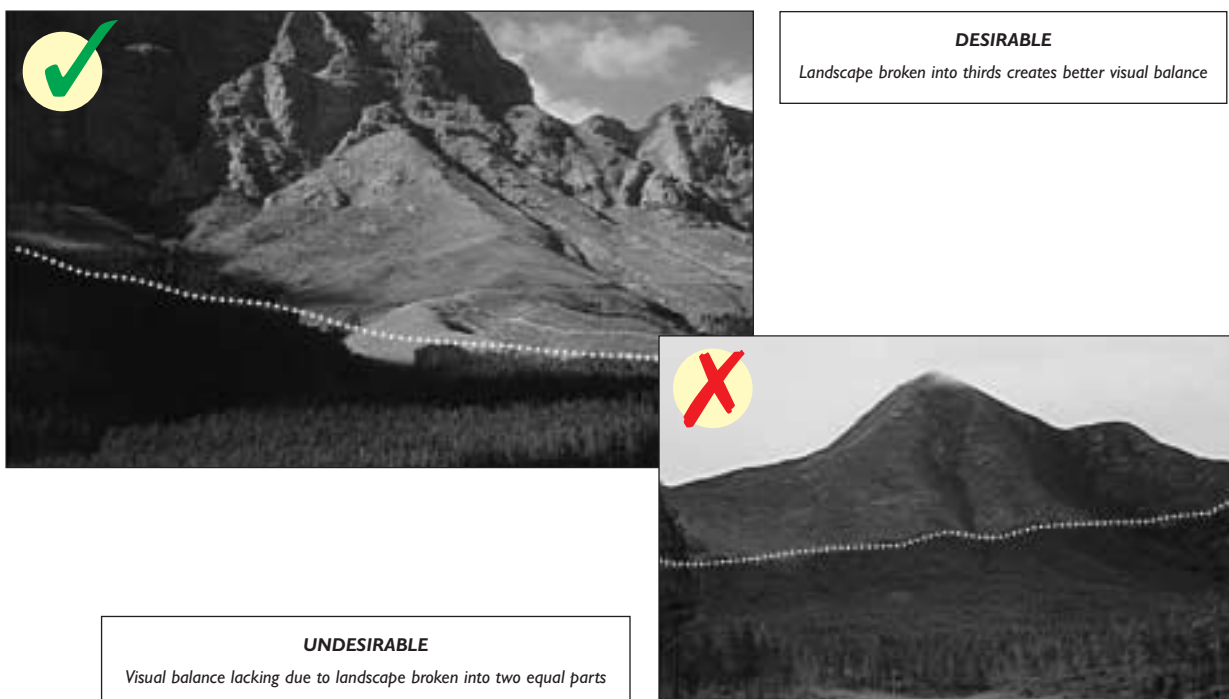 DESIRABLE
Landscape broken into thirds creates better visual balance
UNDESIRABLE
Visual balance lacking due to landscape broken into two equal parts